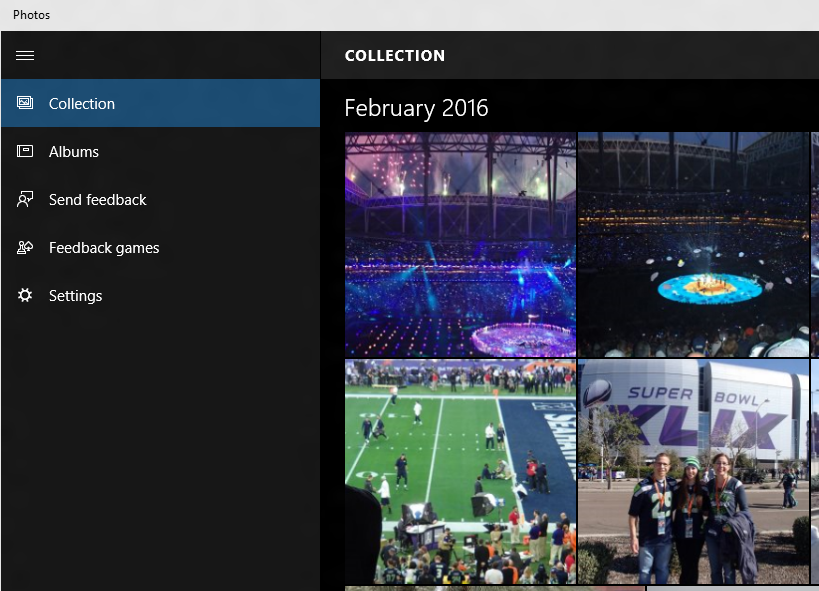 Photos
COLLECTION
Collection
Albums
Send feedback
Feedback games
Settings
February 2016
SUPER BOWL
XLIX